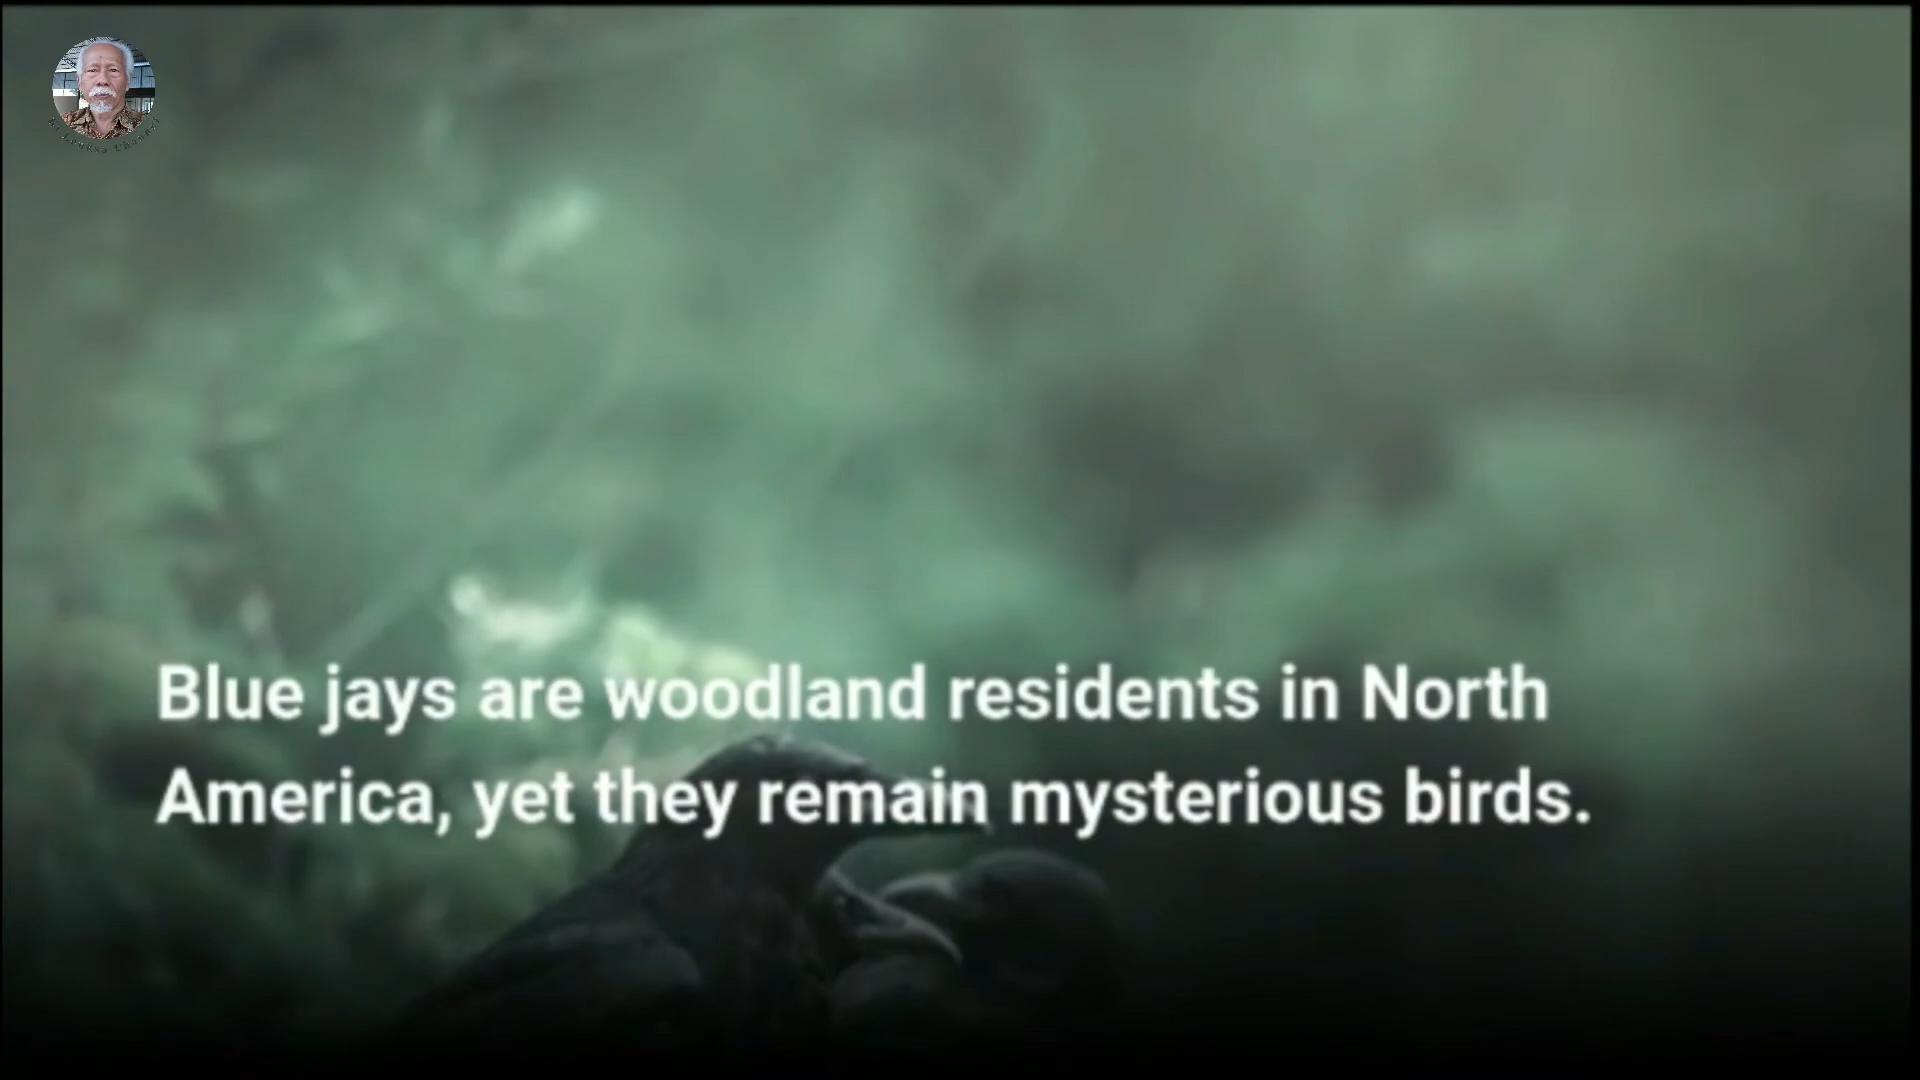 Blue jays are woodland residents in North
America, yet they remain mysterious birds.